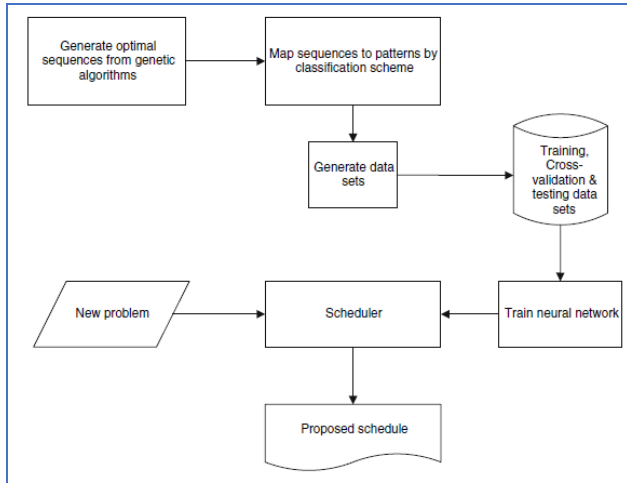 Generate optimal
sequences from genetic
algorithms
Map sequences to patterns by
classification scheme
Generate data
sets
Training,
Cross-
validation &
testing data
sets
New problem
Scheduler
Train neural network
Proposed schedule